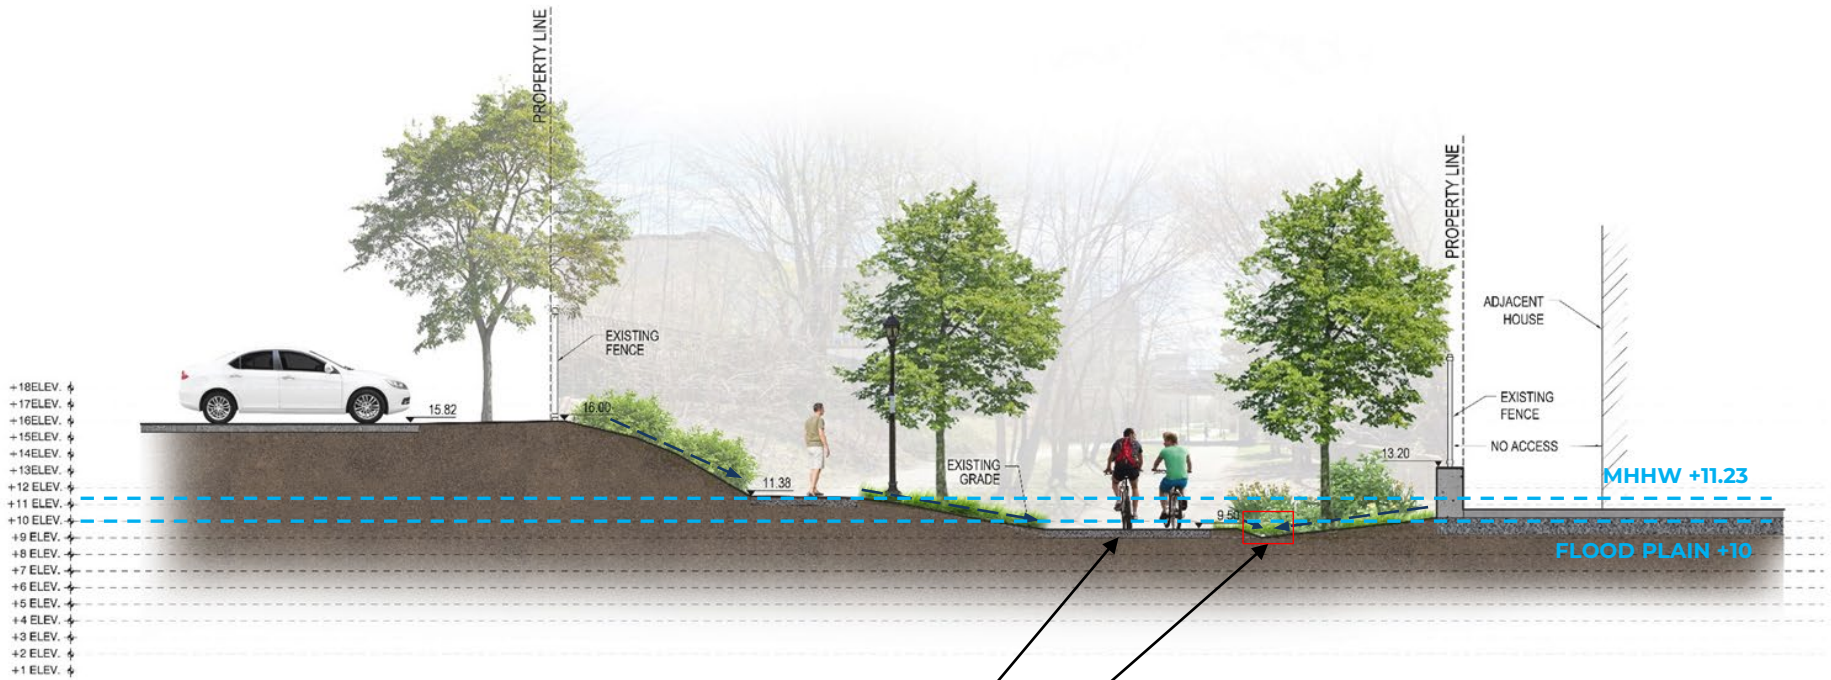 PROPERTY LINE
PROPERTY LINE
EXISTING
FENCE
ADJACENT
HOUSE
EXISTING
FENCE
NO ACCESS
15.82
16.00
11.38
EXISTING
GRADE
9.50
13.20
MHHW +11.23
FLOOD PLAIN +10
+18ELEV.
+17ELEV.
+16ELEV.
+15ELEV.
+14ELEV.
+13ELEV.
+12 ELEV.
+11 ELEV.
+10 ELEV.
+9 ELEV.
+8 ELEV.
+7 ELEV.
+6 ELEV.
+5 ELEV.
+4 ELEV.
+3 ELEV.
+2 ELEV.
+1 ELEV.